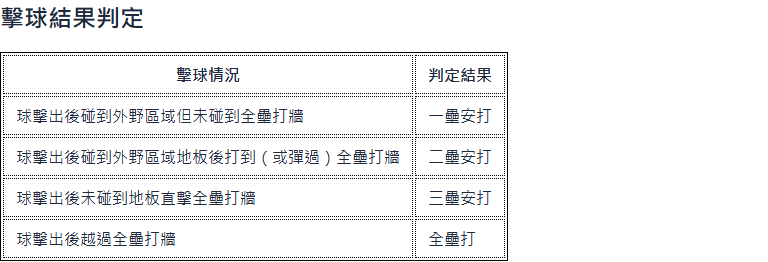 擊球結果判定
擊球情況 判定結果
球擊出後碰到外野區域但未碰到全壘打牆 一壘安打
球擊出後碰到外野區域地板後打到（或彈過）全壘打牆 二壘安打
球擊出後未碰到地板直擊全壘打牆 三壘安打
球擊出後越過全壘打牆 全壘打